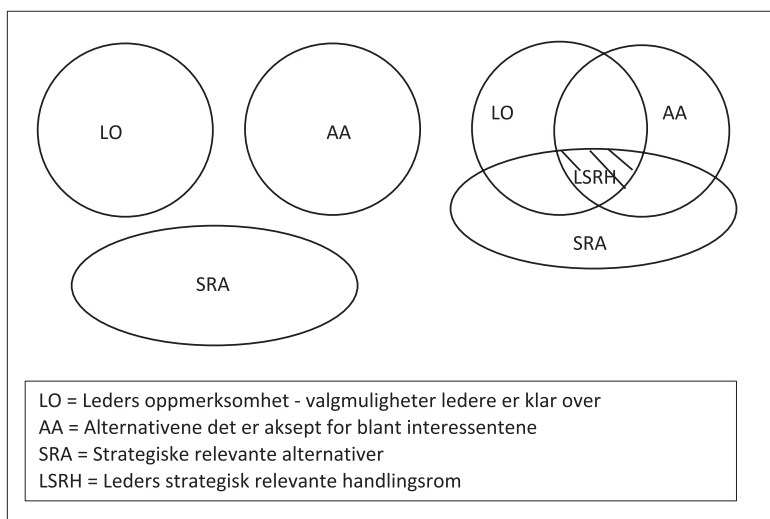 LO
AA
SRA
LO
AA
LSRH
SRA
LO = Leders oppmerksomhet - valgmuligheter ledere er klar over
AA = Alternativene det er aksept for blant interessentene
SRA = Strategiske relevante alternativer
LSRH = Leders strategisk relevante handlingsrom